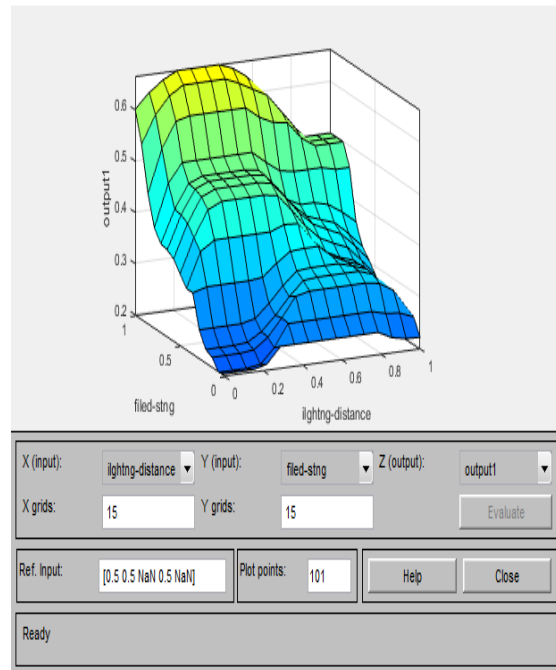 0.6
0.5
0.4
0.3
0.2
output1
1
0.5
0
filed-stng
0
0.2
0.4
0.6
0.8
1
ilghtng-distance
X (input):
ilghtng-distance
Y (input):
filed-stng
Z (output):
output1
X grids:
15
Y grids:
15
Evaluate
Ref. Input:
[0.5 0.5 NaN 0.5 NaN]
Plot points:
101
Help
Close
Ready